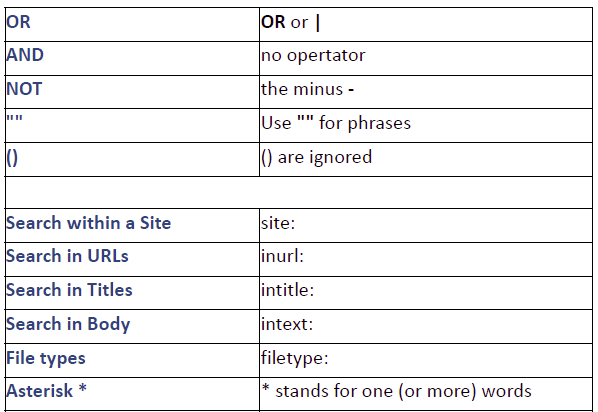 OR OR or |
AND no opertator
NOT the minus -
"" Use "" for phrases
() () are ignored
Search within a Site site:
Search in URLs inurl:
Search in Titles intitle:
Search in Body intext:
File types filetype:
Asterisk * * stands for one (or more) words